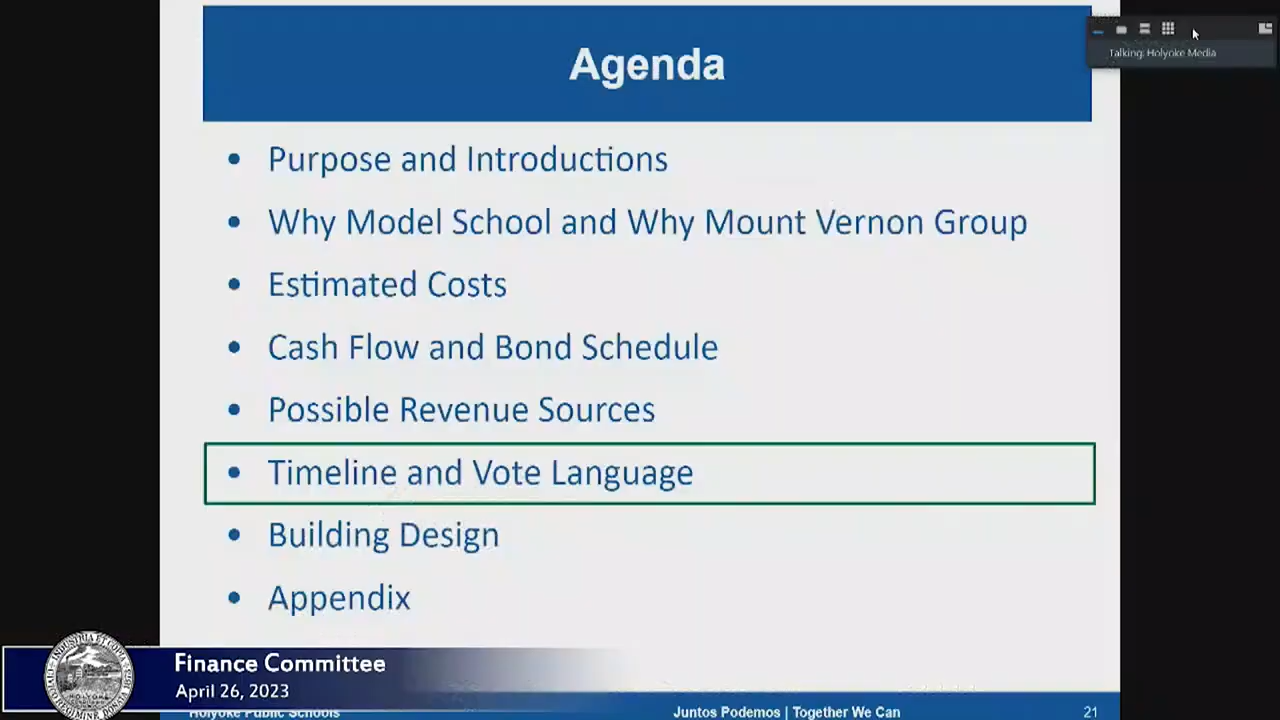 Agenda
Talking: Holyoke Media
• Purpose and Introductions
• Why Model School and Why Mount Vernon Group
• Estimated Costs
• Cash Flow and Bond Schedule
• Possible Revenue Sources
• Timeline and Vote Language
• Building Design
• Appendix
Finance Committee
April 26, 2023
Holyoke Public Schools
Juntos Podemos | Together We Can
21